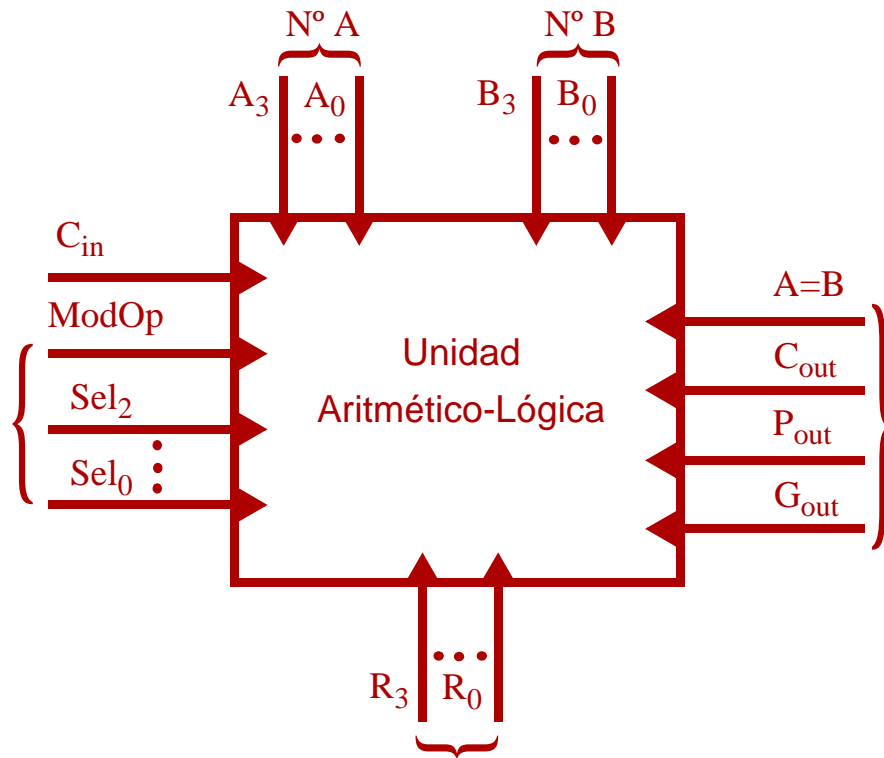 Nº A
Nº B
A3
A0
B3
B0
Cin
ModOp
Sel2
Sel0
Unidad
Aritmético-Lógica
A=B
Cout
Pout
Gout
R3
R0